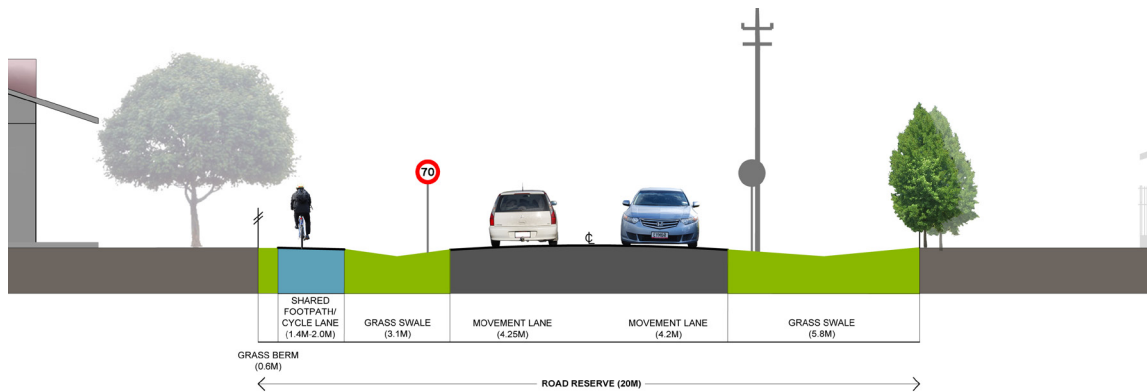 70
℄
SHARED
FOOTPATH/
CYCLE LANE
(1.4M-2.0M)
GRASS SWALE
(3.1M)
MOVEMENT LANE
(4.25M)
MOVEMENT LANE
(4.2M)
GRASS SWALE
(5.8M)
GRASS BERM
(0.6M)
ROAD RESERVE (20M)